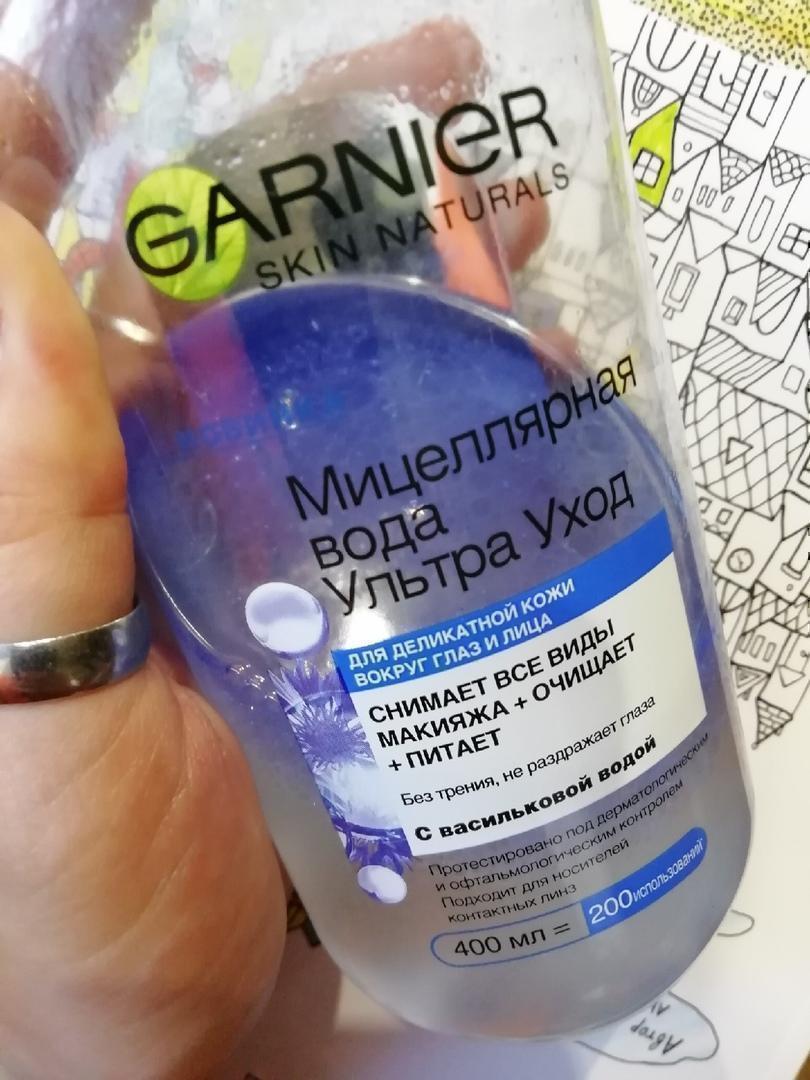 GARNIER
SKIN NATURALS
НОВИНКА
Мицеллярная
вода
Ультра Уход
ДЛЯ ДЕЛИКАТНОЙ КОЖИ
ВОКРУГ ГЛАЗ И ЛИЦА
СНИМАЕТ ВСЕ ВИДЫ
МАКИЯЖА + ОЧИЩАЕТ
+ ПИТАЕТ
Без трения, не раздражает глаза
С васильковой водой
Протестировано под дерматологическим
и офтальмологическим контролем
Подходит для носителей
контактных линз
400 мл = 200 использований
Автор